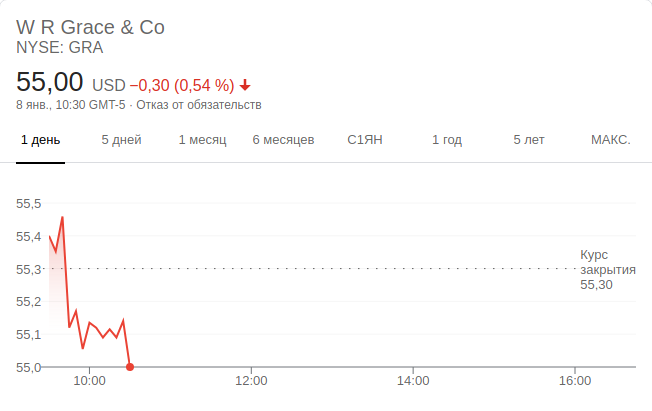 W R Grace & Co
NYSE: GRA
55,00 USD −0,30 (0,54 %)
8 янв., 10:30 GMT-5 · Отказ от обязательств
1 день 5 дней 1 месяц 6 месяцев С1ЯН 1 год 5 лет МАКС.
55,5
55,4
Курс
закрытия
55,30
55,3
55,2
55,1
55,0
10:00 12:00 14:00 16:00